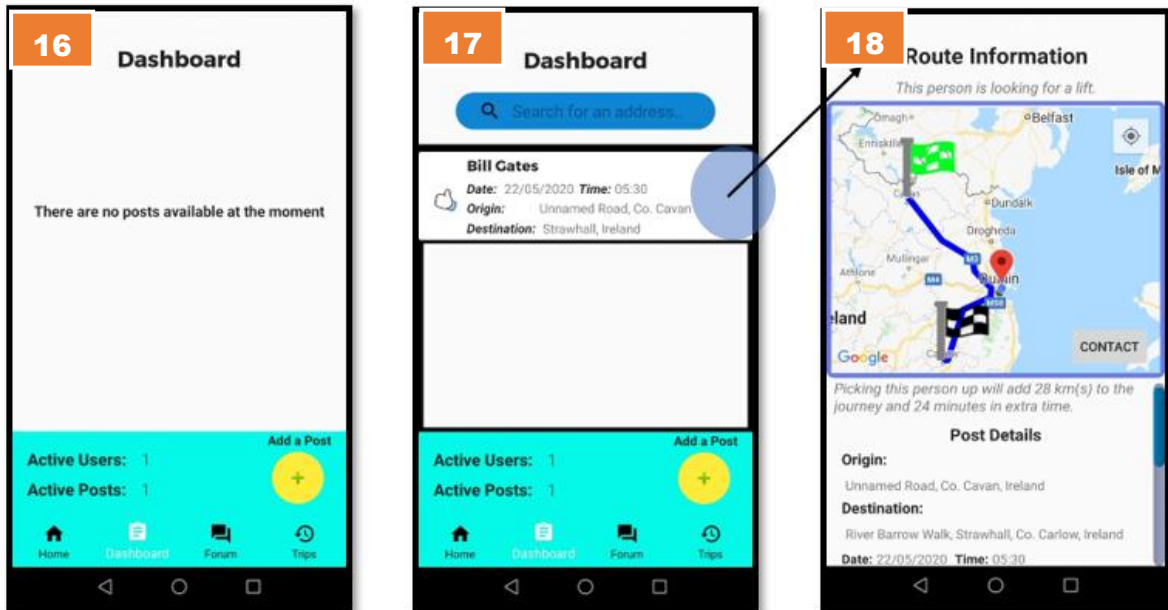 16
Dashboard
There are no posts available at the moment
Add a Post
Active Users: 1
+
Active Posts: 1
Home Dashboard Forum Trips
17
Dashboard
Search for an address..
Bill Gates
Date: 22/05/2020 Time: 05:30
Origin: Unnamed Road, Co. Cavan
Destination: Strawhall, Ireland
Add a Post
Active Users: 1
+
Active Posts: 1
Home Dashboard Forum Trips
18
Route Information
This person is looking for a lift.
Omagh
Belfast
Isle of M
Dundalk
Drogheda
Mullingar
M3
Athlone
M4
M50
eland
Google
CONTACT
Picking this person up will add 28 km(s) to the
journey and 24 minutes in extra time.
Post Details
Origin:
Unnamed Road, Co. Cavan, Ireland
Destination:
River Barrow Walk, Strawhall, Co. Carlow, Ireland
Date: 22/05/2020 Time: 05:30